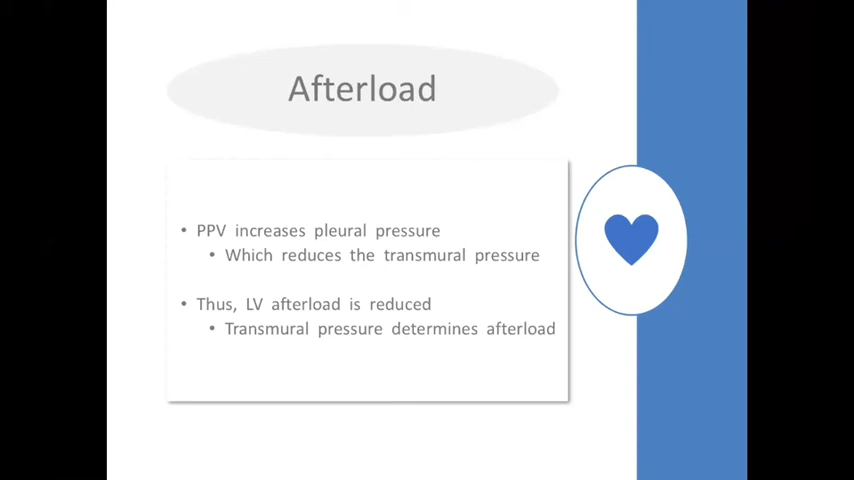 Afterload
• PPV increases pleural pressure
• Which reduces the transmural pressure
• Thus, LV afterload is reduced
• Transmural pressure determines afterload